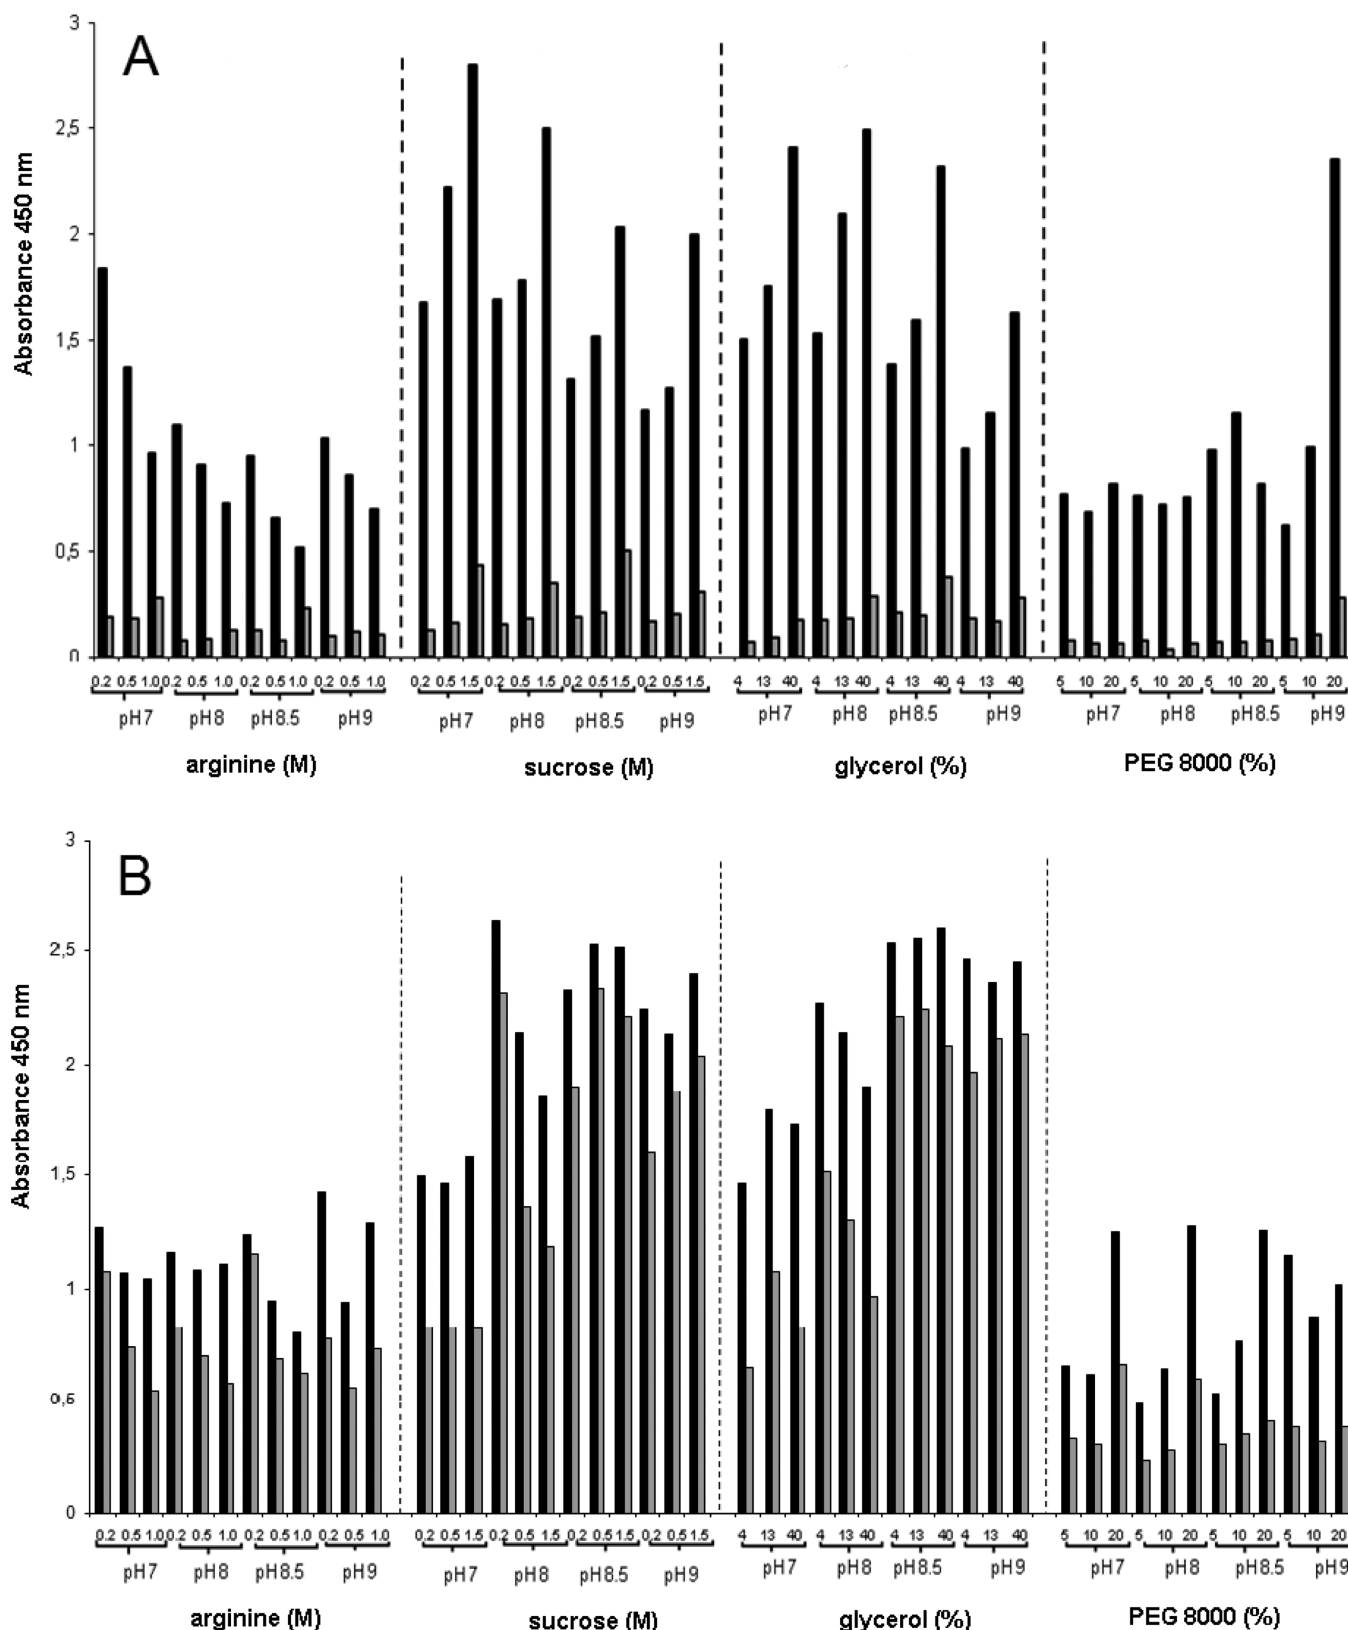 A
3
2,5
2
1,5
1
0,5
0
Absorbance 450 nm
0.2 0.5 1.0 0.2 0.5 1.0 0.2 0.5 1.0 0.2 0.5 1.0 0.2 0.5 1.5 0.2 0.5 1.5 0.2 0.5 1.5 0.2 0.5 1.5 4 13 40 4 13 40 4 13 40 4 13 40 5 10 20 5 10 20 5 10 20 5 10 20
pH7 pH8 pH8.5 pH9 pH7 pH8 pH8.5 pH9 pH7 pH8 pH8.5 pH9 pH7 pH8 pH8.5 pH9
arginine (M) sucrose (M) glycerol (%) PEG 8000 (%)
B
3
2,5
2
1,5
1
0,5
0
Absorbance 450 nm
0.2 0.5 1.0 0.2 0.5 1.0 0.2 0.5 1.0 0.2 0.5 1.0 0.2 0.5 1.5 0.2 0.5 1.5 0.2 0.5 1.5 0.2 0.5 1.5 4 13 40 4 13 40 4 13 40 4 13 40 5 10 20 5 10 20 5 10 20 5 10 20
pH7 pH8 pH8.5 pH9 pH7 pH8 pH8.5 pH9 pH7 pH8 pH8.5 pH9 pH7 pH8 pH8.5 pH9
arginine (M) sucrose (M) glycerol (%) PEG 8000 (%)